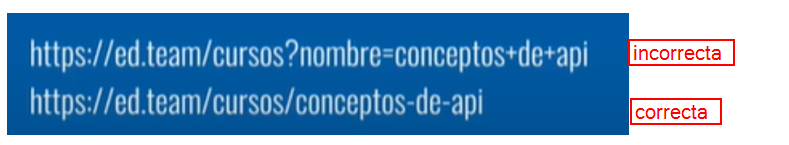 https://ed.team/cursos?nombre=conceptos+de+api
incorrecta
https://ed.team/cursos/conceptos-de-api
correcta